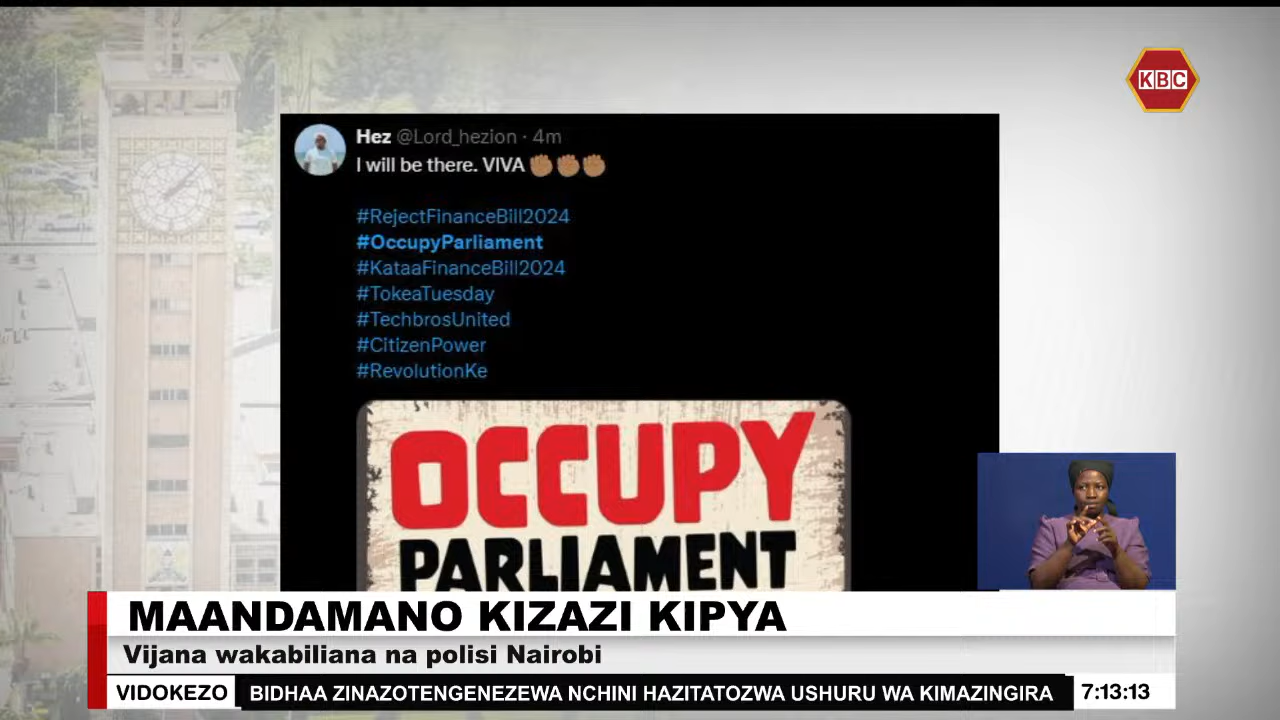 KBC
Hez @Lord_hezion · 4m
I will be there. VIVA ✊🏽✊🏽✊🏽
#RejectFinanceBill2024
#OccupyParliament
#KataaFinanceBill2024
#TokeaTuesday
#TechbrosUnited
#CitizenPower
#RevolutionKe
OCCUPY
PARLIAMENT
MAANDAMANO KIZAZI KIPYA
Vijana wakabiliana na polisi Nairobi
VIDOKEZO BIDHAA ZINAZOTENGENEZEWA NCHINI HAZITATOZWA USHURU WA KIMAZINGIRA 7:13:13